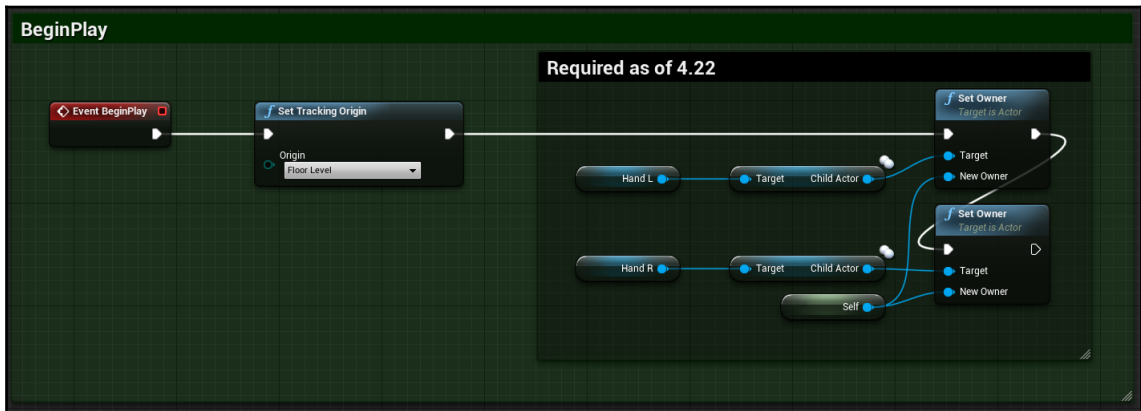 BeginPlay
Required as of 4.22
Event BeginPlay
Set Tracking Origin
Origin
Floor Level
Set Owner
Target is Actor
Target
New Owner
Hand L
Target Child Actor
Set Owner
Target is Actor
Target
New Owner
Hand R
Target Child Actor
Self